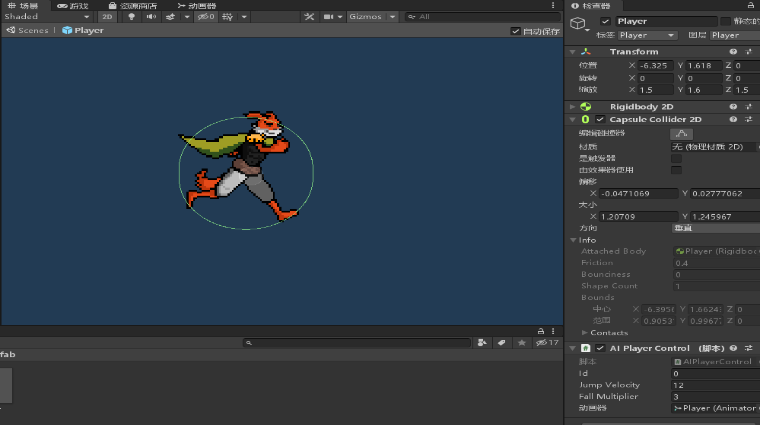 场景 游戏 资源商店 动画器
Shaded 2D 0 Gizmos All
Scenes Player 自动保存
17
fab
检查器
Player 静态的
标签 Player 图层 Player
Transform
位置 X -6.325 Y 1.618 Z 0
旋转 X 0 Y 0 Z 0
缩放 X 1.5 Y 1.6 Z 1.5
Rigidbody 2D
Capsule Collider 2D
编辑碰撞器
材质 无 (物理材质 2D)
是触发器
由效果器使用
偏移
X -0.0471069 Y 0.02777062
大小
X 1.20709 Y 1.245967
方向 垂直
Info
Attached Body Player (Rigidbod
Friction 0.4
Bounciness 0
Shape Count 1
Bounds
中心 X -6.395 Y 1.6624 Z 0
范围 X 0.9053 Y 0.9967 Z 0
Contacts
AI Player Control (脚本)
脚本 AIPlayerControl
Id 0
Jump Velocity 12
Fall Multiplier 3
动画器 Player (Animator